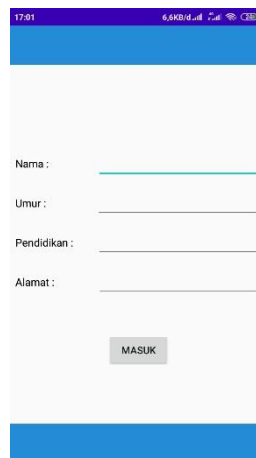 17:01 6,6KB/d
Nama :
Umur :
Pendidikan :
Alamat :
MASUK